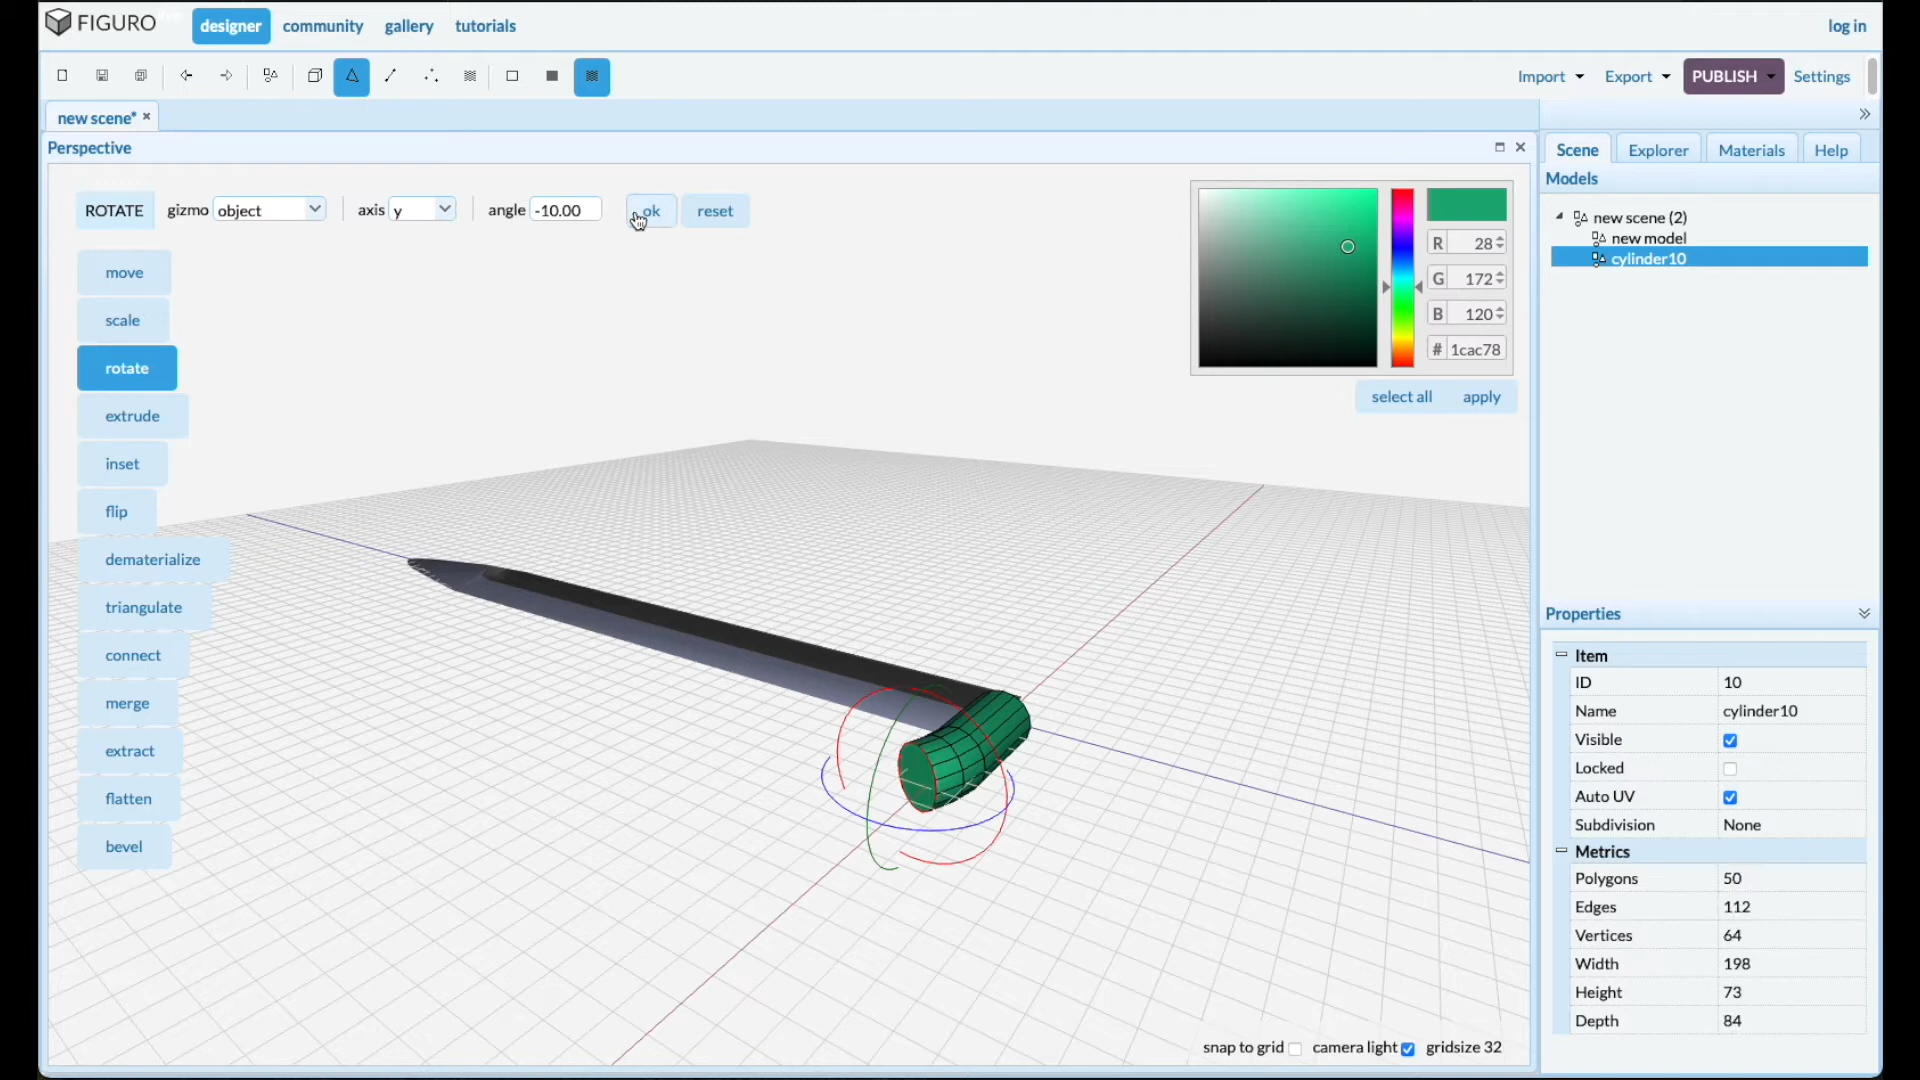 FIGURO designer community gallery tutorials log in
Import Export PUBLISH Settings
new scene* ×
Perspective
ROTATE gizmo object axis y angle -10.00 ok reset
move
scale
rotate
extrude
inset
flip
dematerialize
triangulate
connect
merge
extract
flatten
bevel
R 28
G 172
B 120
# 1cac78
select all apply
snap to grid camera light gridsize 32
Scene Explorer Materials Help
Models
new scene (2)
new model
cylinder10
Properties
Item
ID 10
Name cylinder10
Visible
Locked
Auto UV
Subdivision None
Metrics
Polygons 50
Edges 112
Vertices 64
Width 198
Height 73
Depth 84